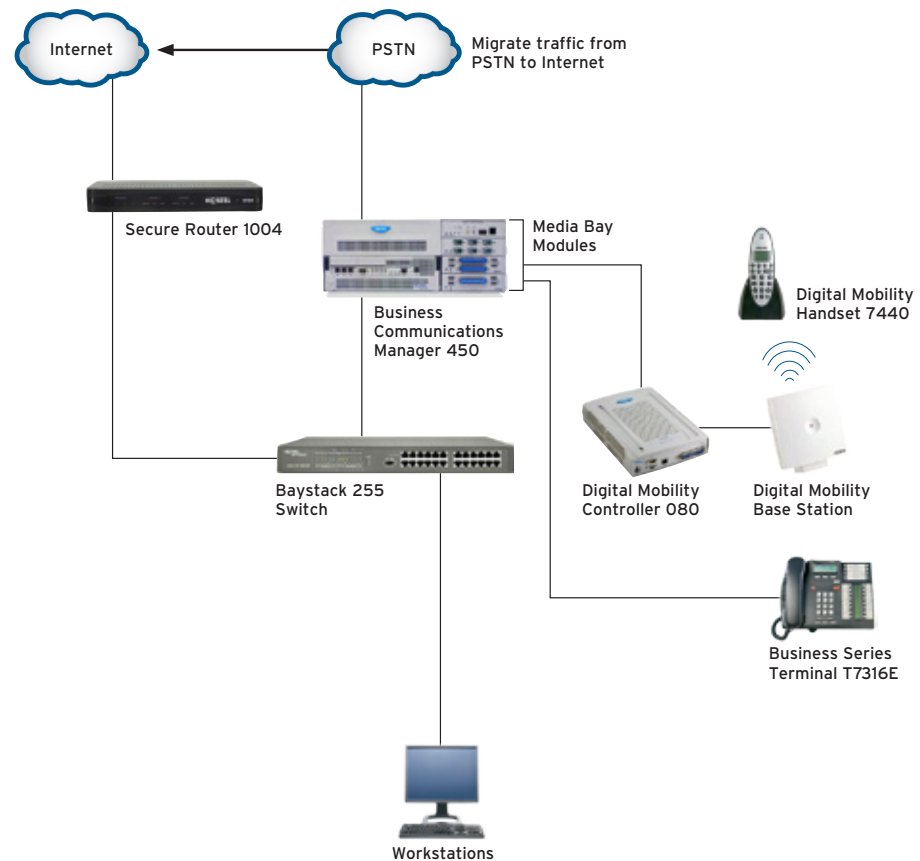 Internet
PSTN
Migrate traffic from
PSTN to Internet
Secure Router 1004
Media Bay
Modules
Business
Communications
Manager 450
Digital Mobility
Handset 7440
Baystack 255
Switch
Digital Mobility
Controller 080
Digital Mobility
Base Station
Business Series
Terminal T7316E
Workstations